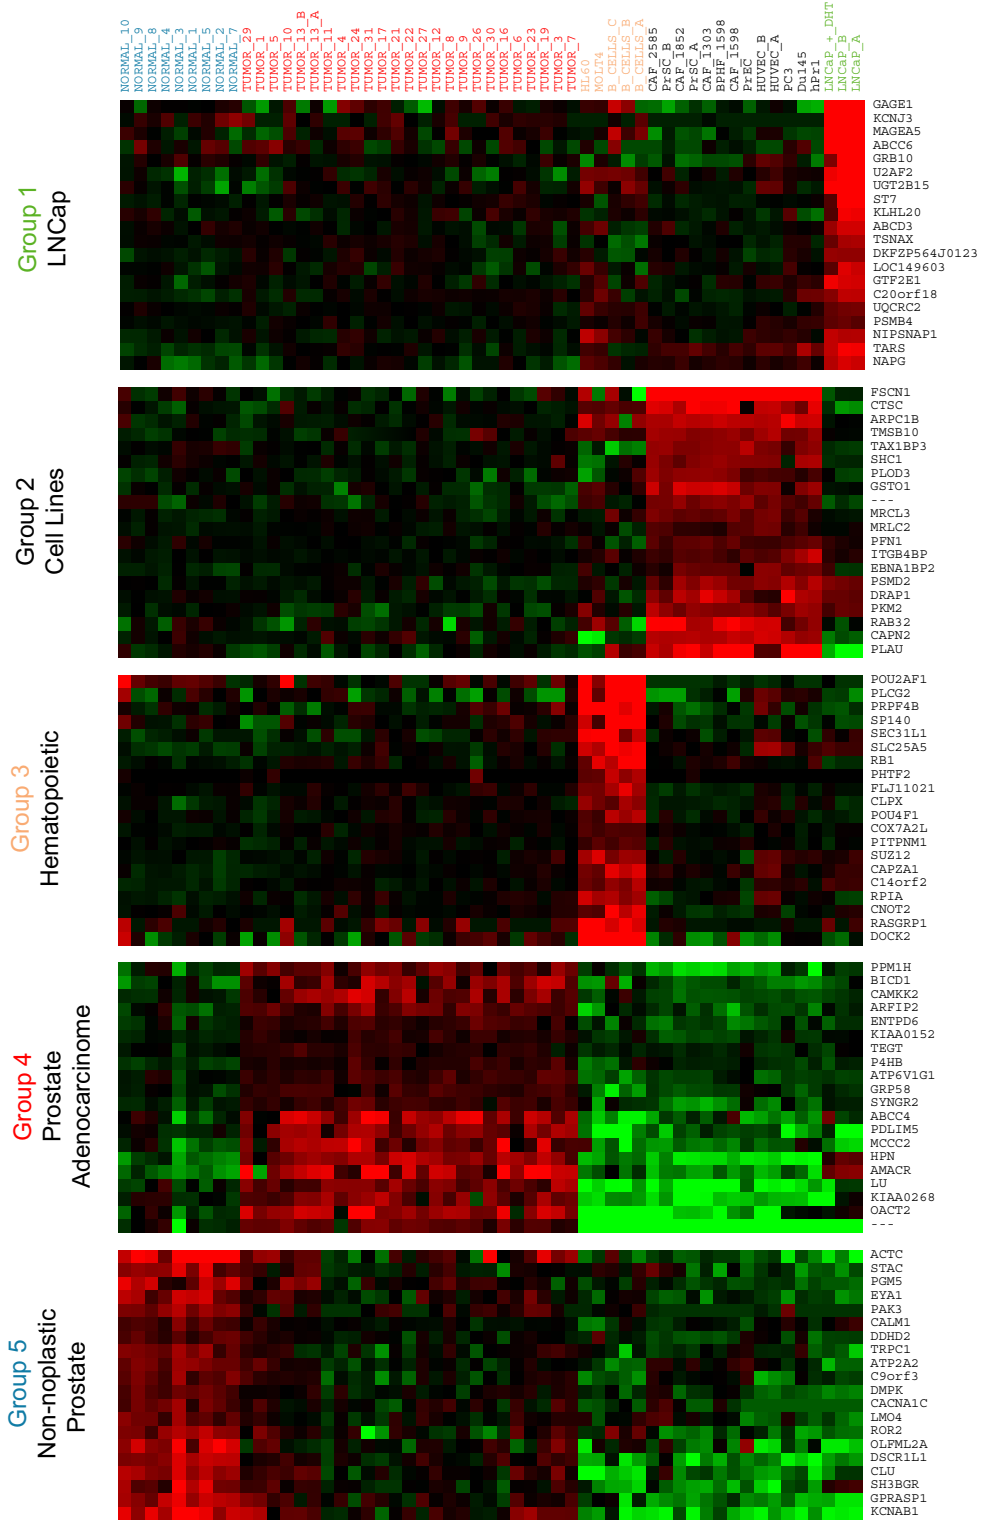 NORMAL_10
NORMAL_9
NORMAL_8
NORMAL_4
NORMAL_3
NORMAL_1
NORMAL_5
NORMAL_2
NORMAL_7
TUMOR_29
TUMOR_1
TUMOR_5
TUMOR_10
TUMOR_13_B
TUMOR_13_A
TUMOR_11
TUMOR_4
TUMOR_24
TUMOR_31
TUMOR_17
TUMOR_21
TUMOR_22
TUMOR_27
TUMOR_12
TUMOR_8
TUMOR_9
TUMOR_26
TUMOR_30
TUMOR_16
TUMOR_6
TUMOR_23
TUMOR_19
TUMOR_3
TUMOR_7
HL60
MOLT4
B_CELLS_C
B_CELLS_B
B_CELLS_A
CAF_2585
PrSC_B
CAF_1852
PrSC_A
CAF_1303
BPHF_1598
CAF_1598
PrEC
HUVEC_B
HUVEC_A
PC3
Du145
hPr1
LNCaP_+_DHT
LNCaP_B
LNCaP_A
Group 1
LNCap
GAGE1
KCNJ3
MAGEA5
ABCC6
GRB10
U2AF2
UGT2B15
ST7
KLHL20
ABCD3
TSNAX
DKFZP564J0123
LOC149603
GTF2E1
C20orf18
UQCRC2
PSMB4
NIPSNAP1
TARS
NAPG
Group 2
Cell Lines
FSCN1
CTSC
ARPC1B
TMSB10
TAX1BP3
SHC1
PLOD3
GSTO1
---
MRCL3
MRLC2
PFN1
ITGB4BP
EBNA1BP2
PSMD2
DRAP1
PKM2
RAB32
CAPN2
PLAU
Group 3
Hematopoietic
POU2AF1
PLCG2
PRPF4B
SP140
SEC31L1
SLC25A5
RB1
PHTF2
FLJ11021
CLPX
POU4F1
COX7A2L
PITPNM1
SUZ12
CAPZA1
C14orf2
RPIA
CNOT2
RASGRP1
DOCK2
Group 4
Prostate
Adenocarcinome
PPM1H
BICD1
CAMKK2
ARFIP2
ENTPD6
KIAA0152
TEGT
P4HB
ATP6V1G1
GRP58
SYNGR2
ABCC4
PDLIM5
MCCC2
HPN
AMACR
LU
KIAA0268
OACT2
---
Group 5
Non-noplastic
Prostate
ACTC
STAC
PGM5
EYA1
PAK3
CALM1
DDHD2
TRPC1
ATP2A2
C9orf3
DMPK
CACNA1C
LMO4
ROR2
OLFML2A
DSCR1L1
CLU
SH3BGR
GPRASP1
KCNAB1